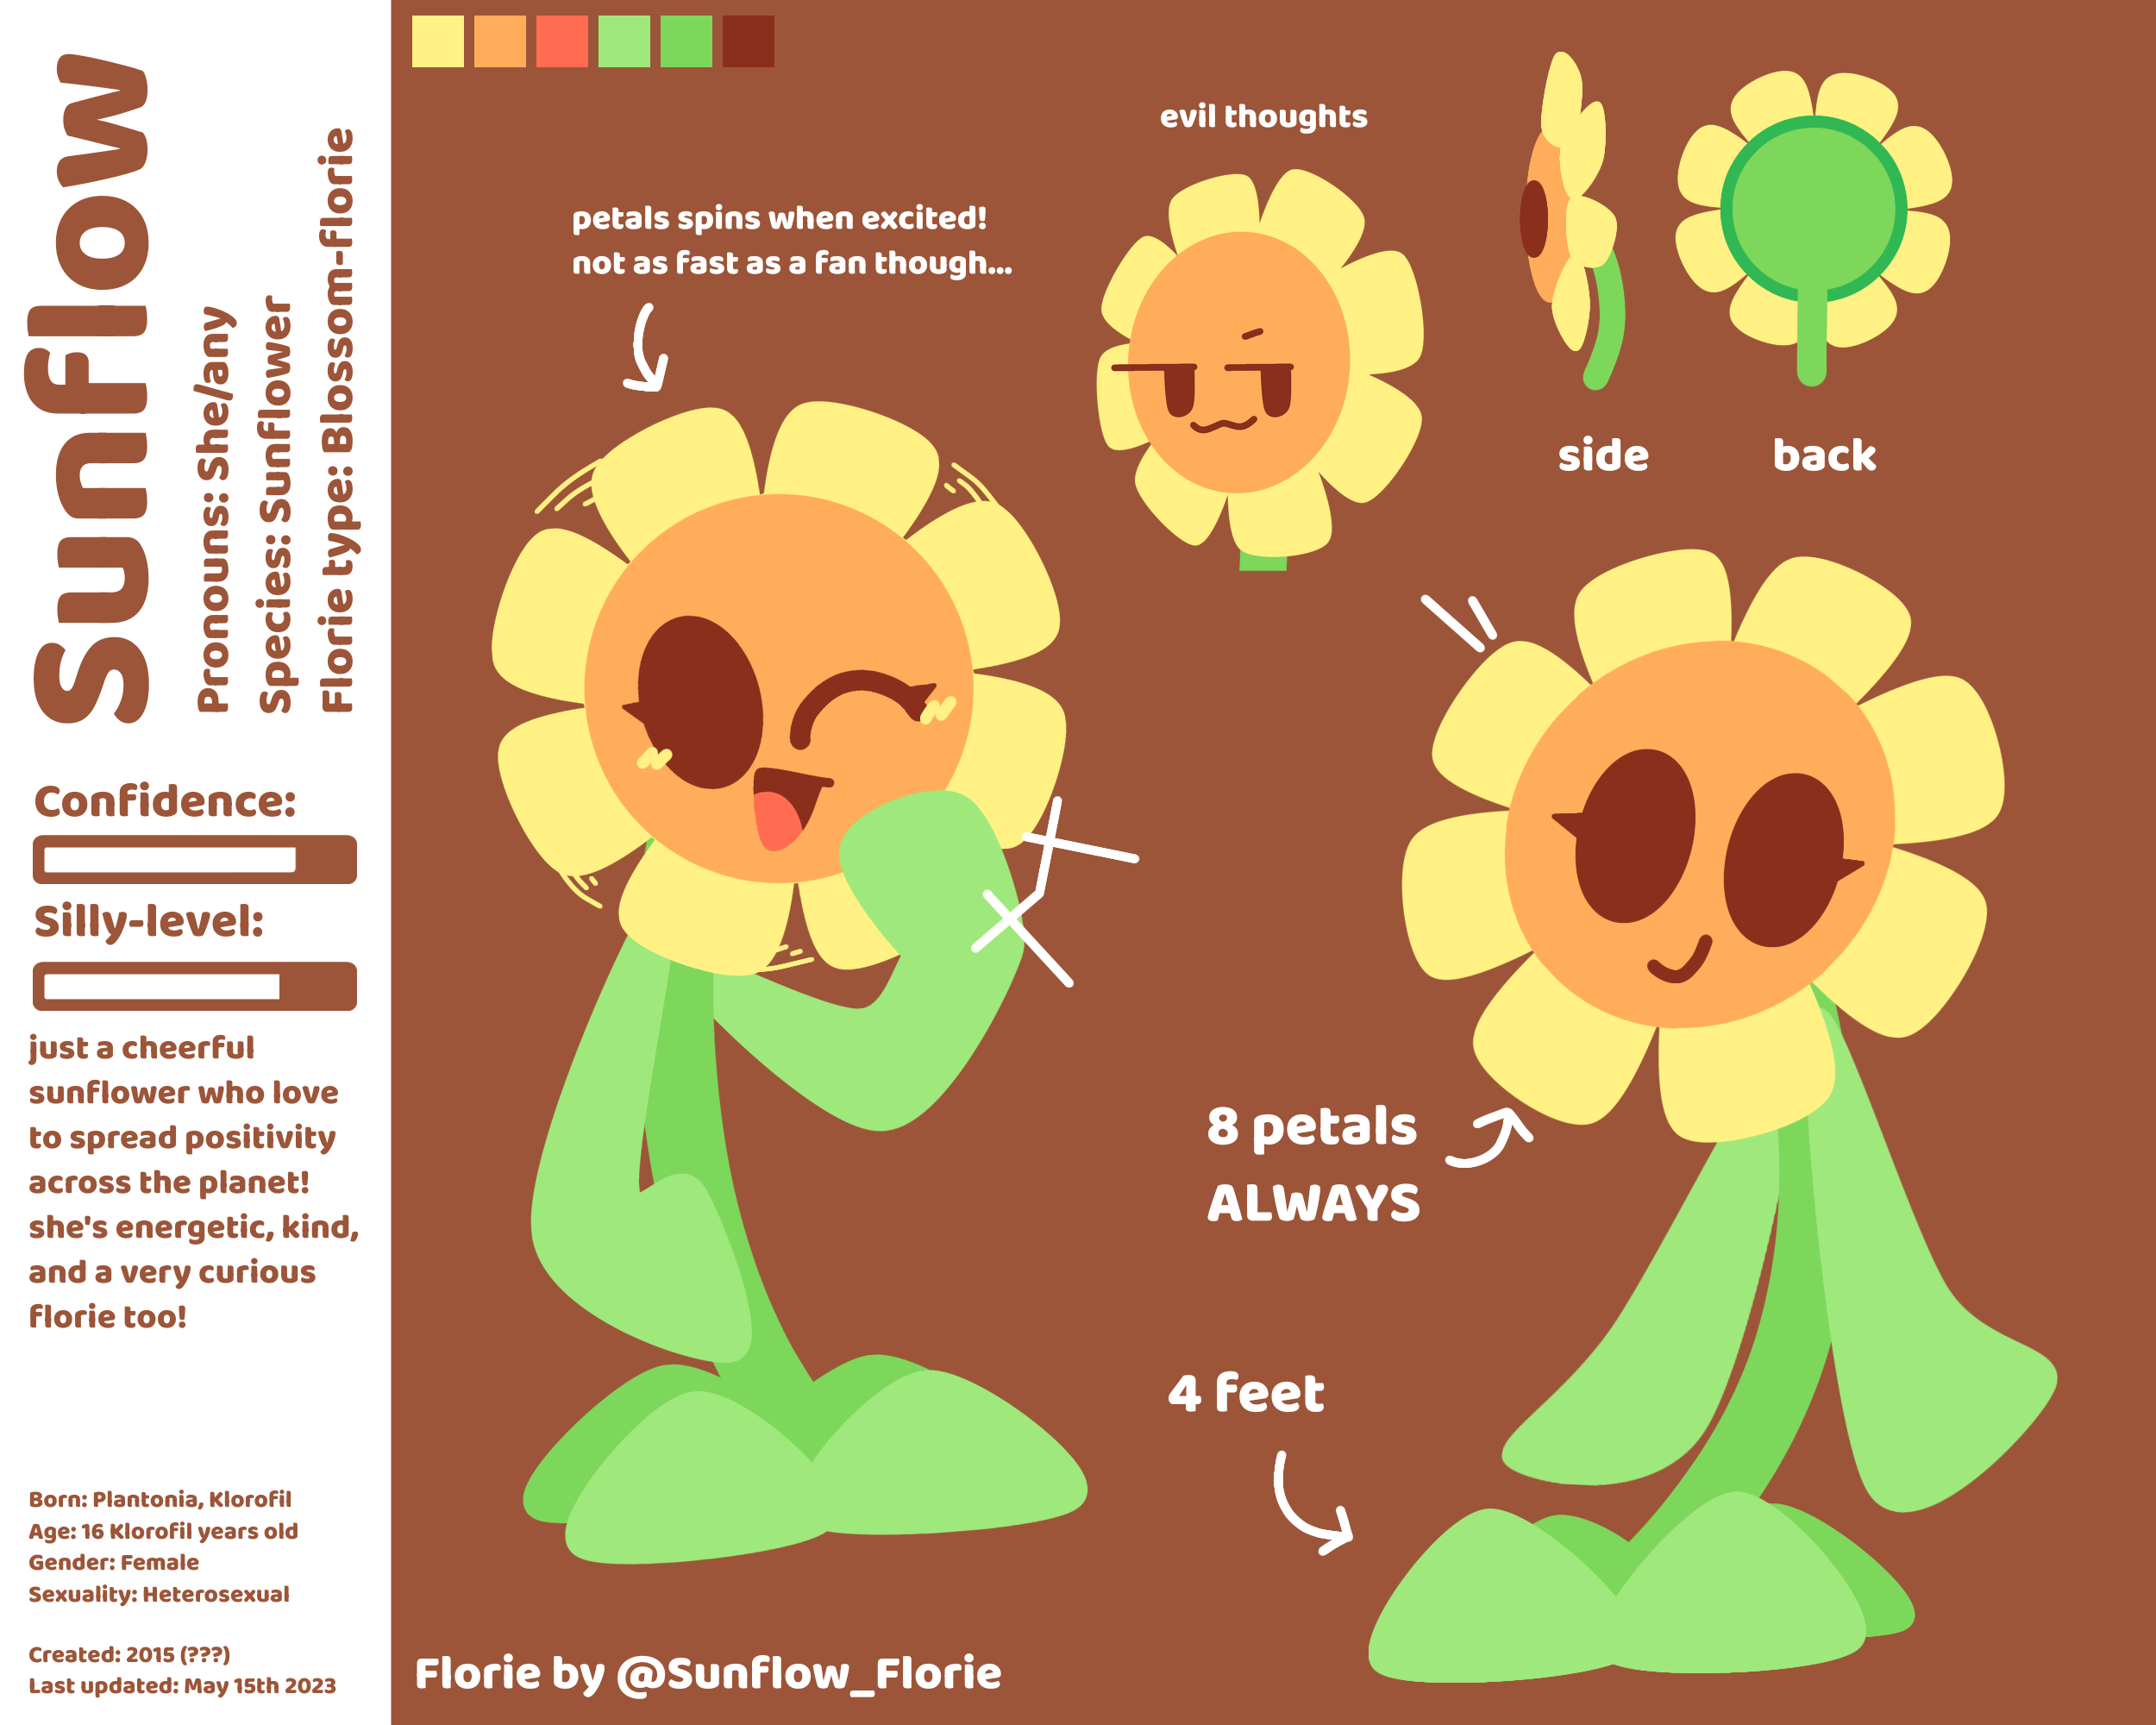 Sunflow
Pronouns: She/any
Species: Sunflower
Florie type: Blossom-florie
Confidence:
Silly-level:
just a cheerful
sunflower who love
to spread positivity
across the planet!
she's energetic, kind,
and a very curious
florie too!
Born: Plantonia, Klorofil
Age: 16 Klorofil years old
Gender: Female
Sexuality: Heterosexual
Created: 2015 (???)
Last updated: May 15th 2023
petals spins when excited!
not as fast as a fan though...
evil thoughts
side
back
8 petals
ALWAYS
4 feet
Florie by @Sunflow_Florie